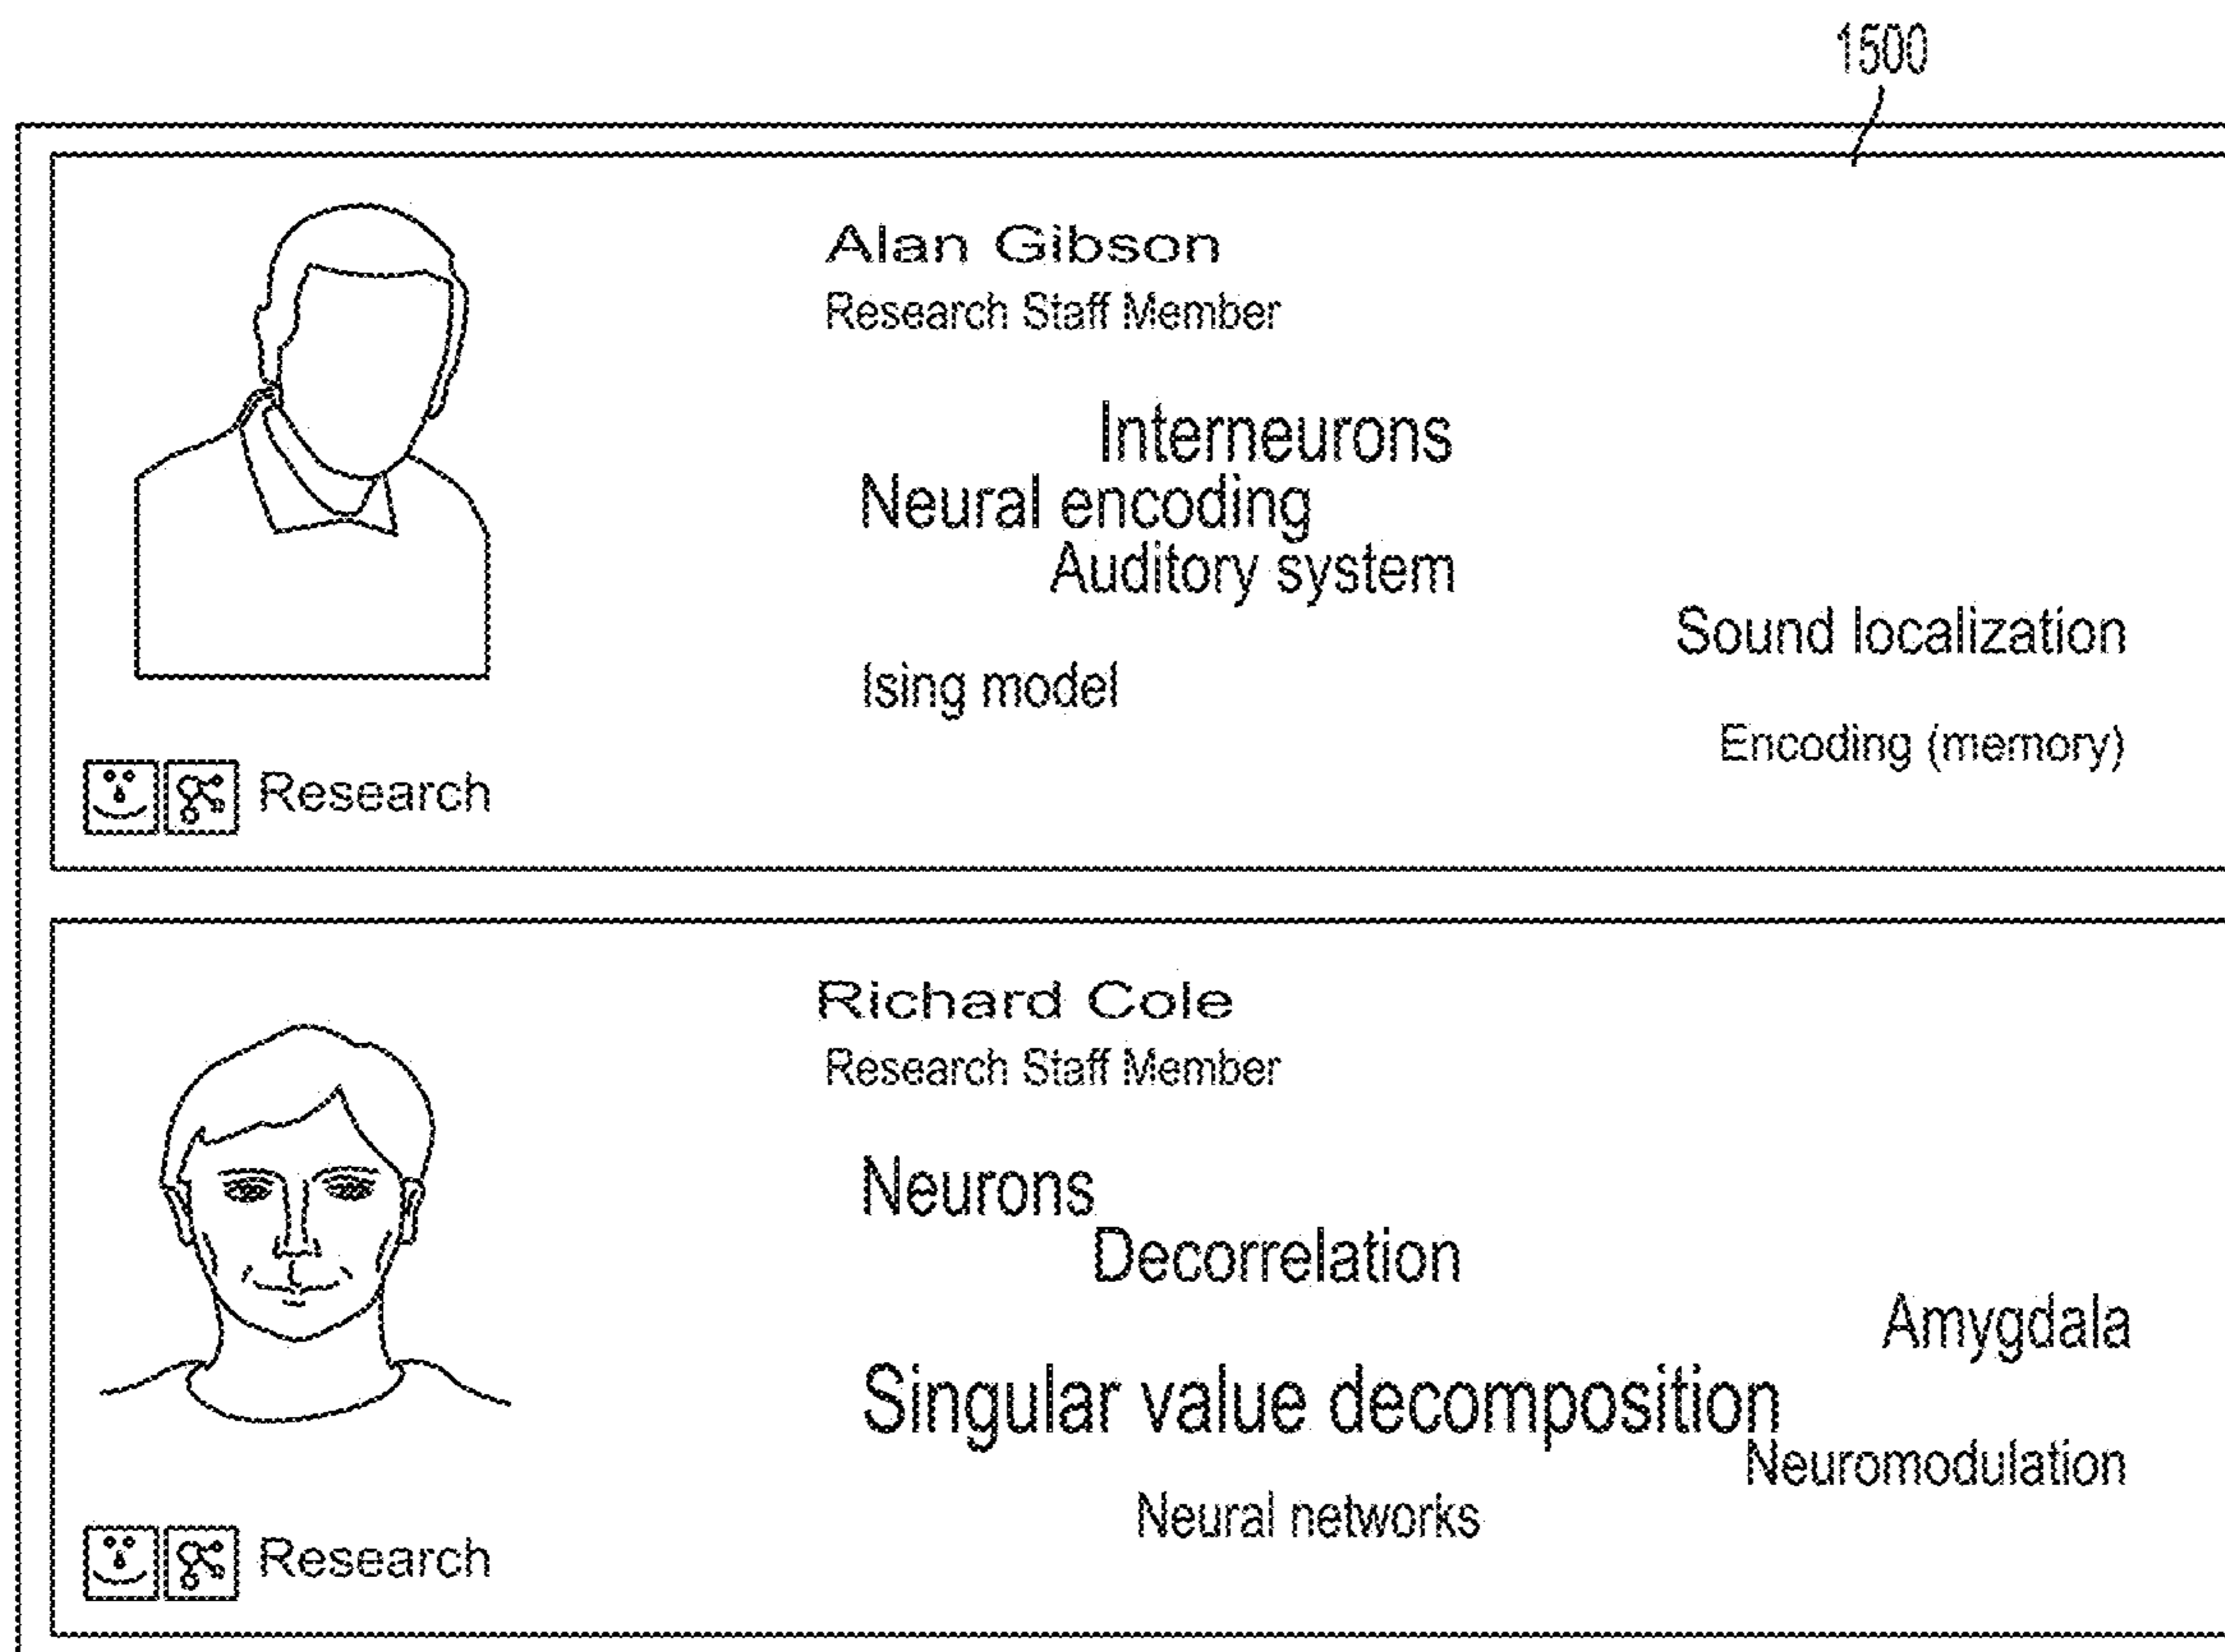 1500
Alan Gibson
Research Staff Member
Interneurons
Neural encoding
Auditory system
Sound localization
Ising model
Encoding (memory)
Research
Richard Cole
Research Staff Member
Neurons
Decorrelation
Amygdala
Singular value decomposition
Neuromodulation
Neural networks
Research